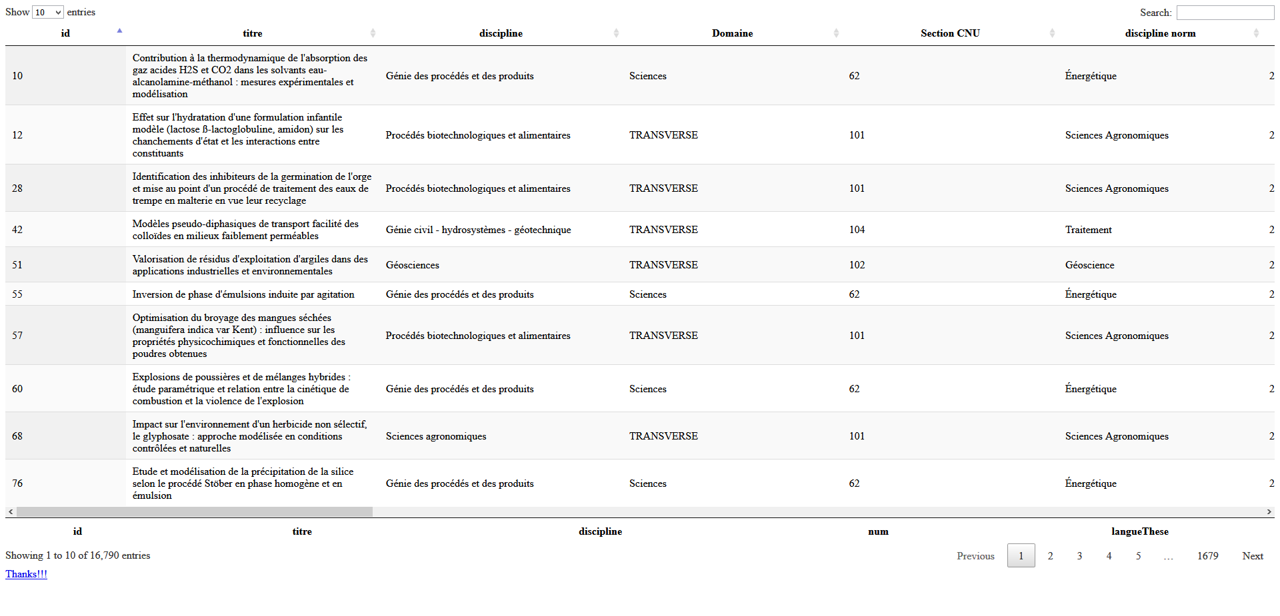 Show 10 entries Search:
id titre discipline Domaine Section CNU discipline norm
Contribution à la thermodynamique de l'absorption des
gaz acides H2S et CO2 dans les solvants eau-
alcanolamine-méthanol : mesures expérimentales et
modélisation
10 Génie des procédés et des produits Sciences 62 Énergétique 2
Effet sur l'hydratation d'une formulation infantile
modèle (lactose ß-lactoglobuline, amidon) sur les
chanchements d'état et les interactions entre
constituants
12 Procédés biotechnologiques et alimentaires TRANSVERSE 101 Sciences Agronomiques 2
Identification des inhibiteurs de la germination de l'orge
et mise au point d'un procédé de traitement des eaux de
trempe en malterie en vue leur recyclage
28 Procédés biotechnologiques et alimentaires TRANSVERSE 101 Sciences Agronomiques 2
Modèles pseudo-diphasiques de transport facilité des
colloïdes en milieux faiblement perméables
42 Génie civil - hydrosystèmes - géotechnique TRANSVERSE 104 Traitement 2
Valorisation de résidus d'exploitation d'argiles dans des
applications industrielles et environnementales
51 Géosciences TRANSVERSE 102 Géoscience 2
55 Inversion de phase d'émulsions induite par agitation Génie des procédés et des produits Sciences 62 Énergétique 2
Optimisation du broyage des mangues séchées
(manguifera indica var Kent) : influence sur les
propriétés physicochimiques et fonctionnelles des
poudres obtenues
57 Procédés biotechnologiques et alimentaires TRANSVERSE 101 Sciences Agronomiques 2
Explosions de poussières et de mélanges hybrides :
étude paramétrique et relation entre la cinétique de
combustion et la violence de l'explosion
60 Génie des procédés et des produits Sciences 62 Énergétique 2
Impact sur l'environnement d'un herbicide non sélectif,
le glyphosate : approche modélisée en conditions
contrôlées et naturelles
68 Sciences agronomiques TRANSVERSE 101 Sciences Agronomiques 2
Etude et modélisation de la précipitation de la silice
selon le procédé Stöber en phase homogène et en
émulsion
76 Génie des procédés et des produits Sciences 62 Énergétique 2
id titre discipline num langueThese
Showing 1 to 10 of 16,790 entries Previous 1 2 3 4 5 … 1679 Next
Thanks!!!